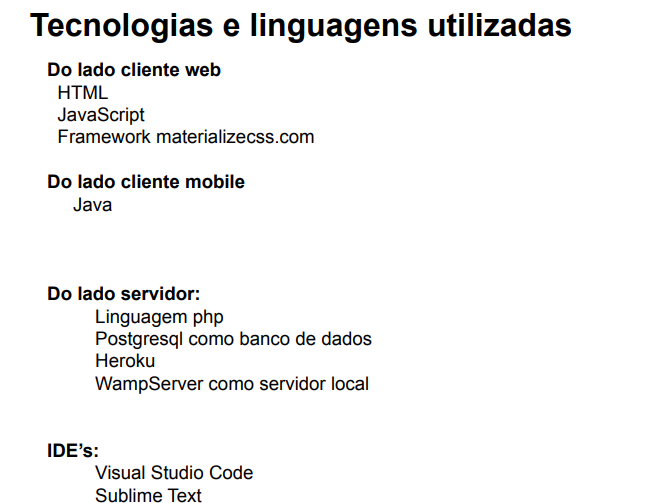 Tecnologias e linguagens utilizadas
Do lado cliente web
HTML
JavaScript
Framework materializecss.com
Do lado cliente mobile
Java
Do lado servidor:
Linguagem php
Postgresql como banco de dados
Heroku
WampServer como servidor local
IDE’s:
Visual Studio Code
Sublime Text